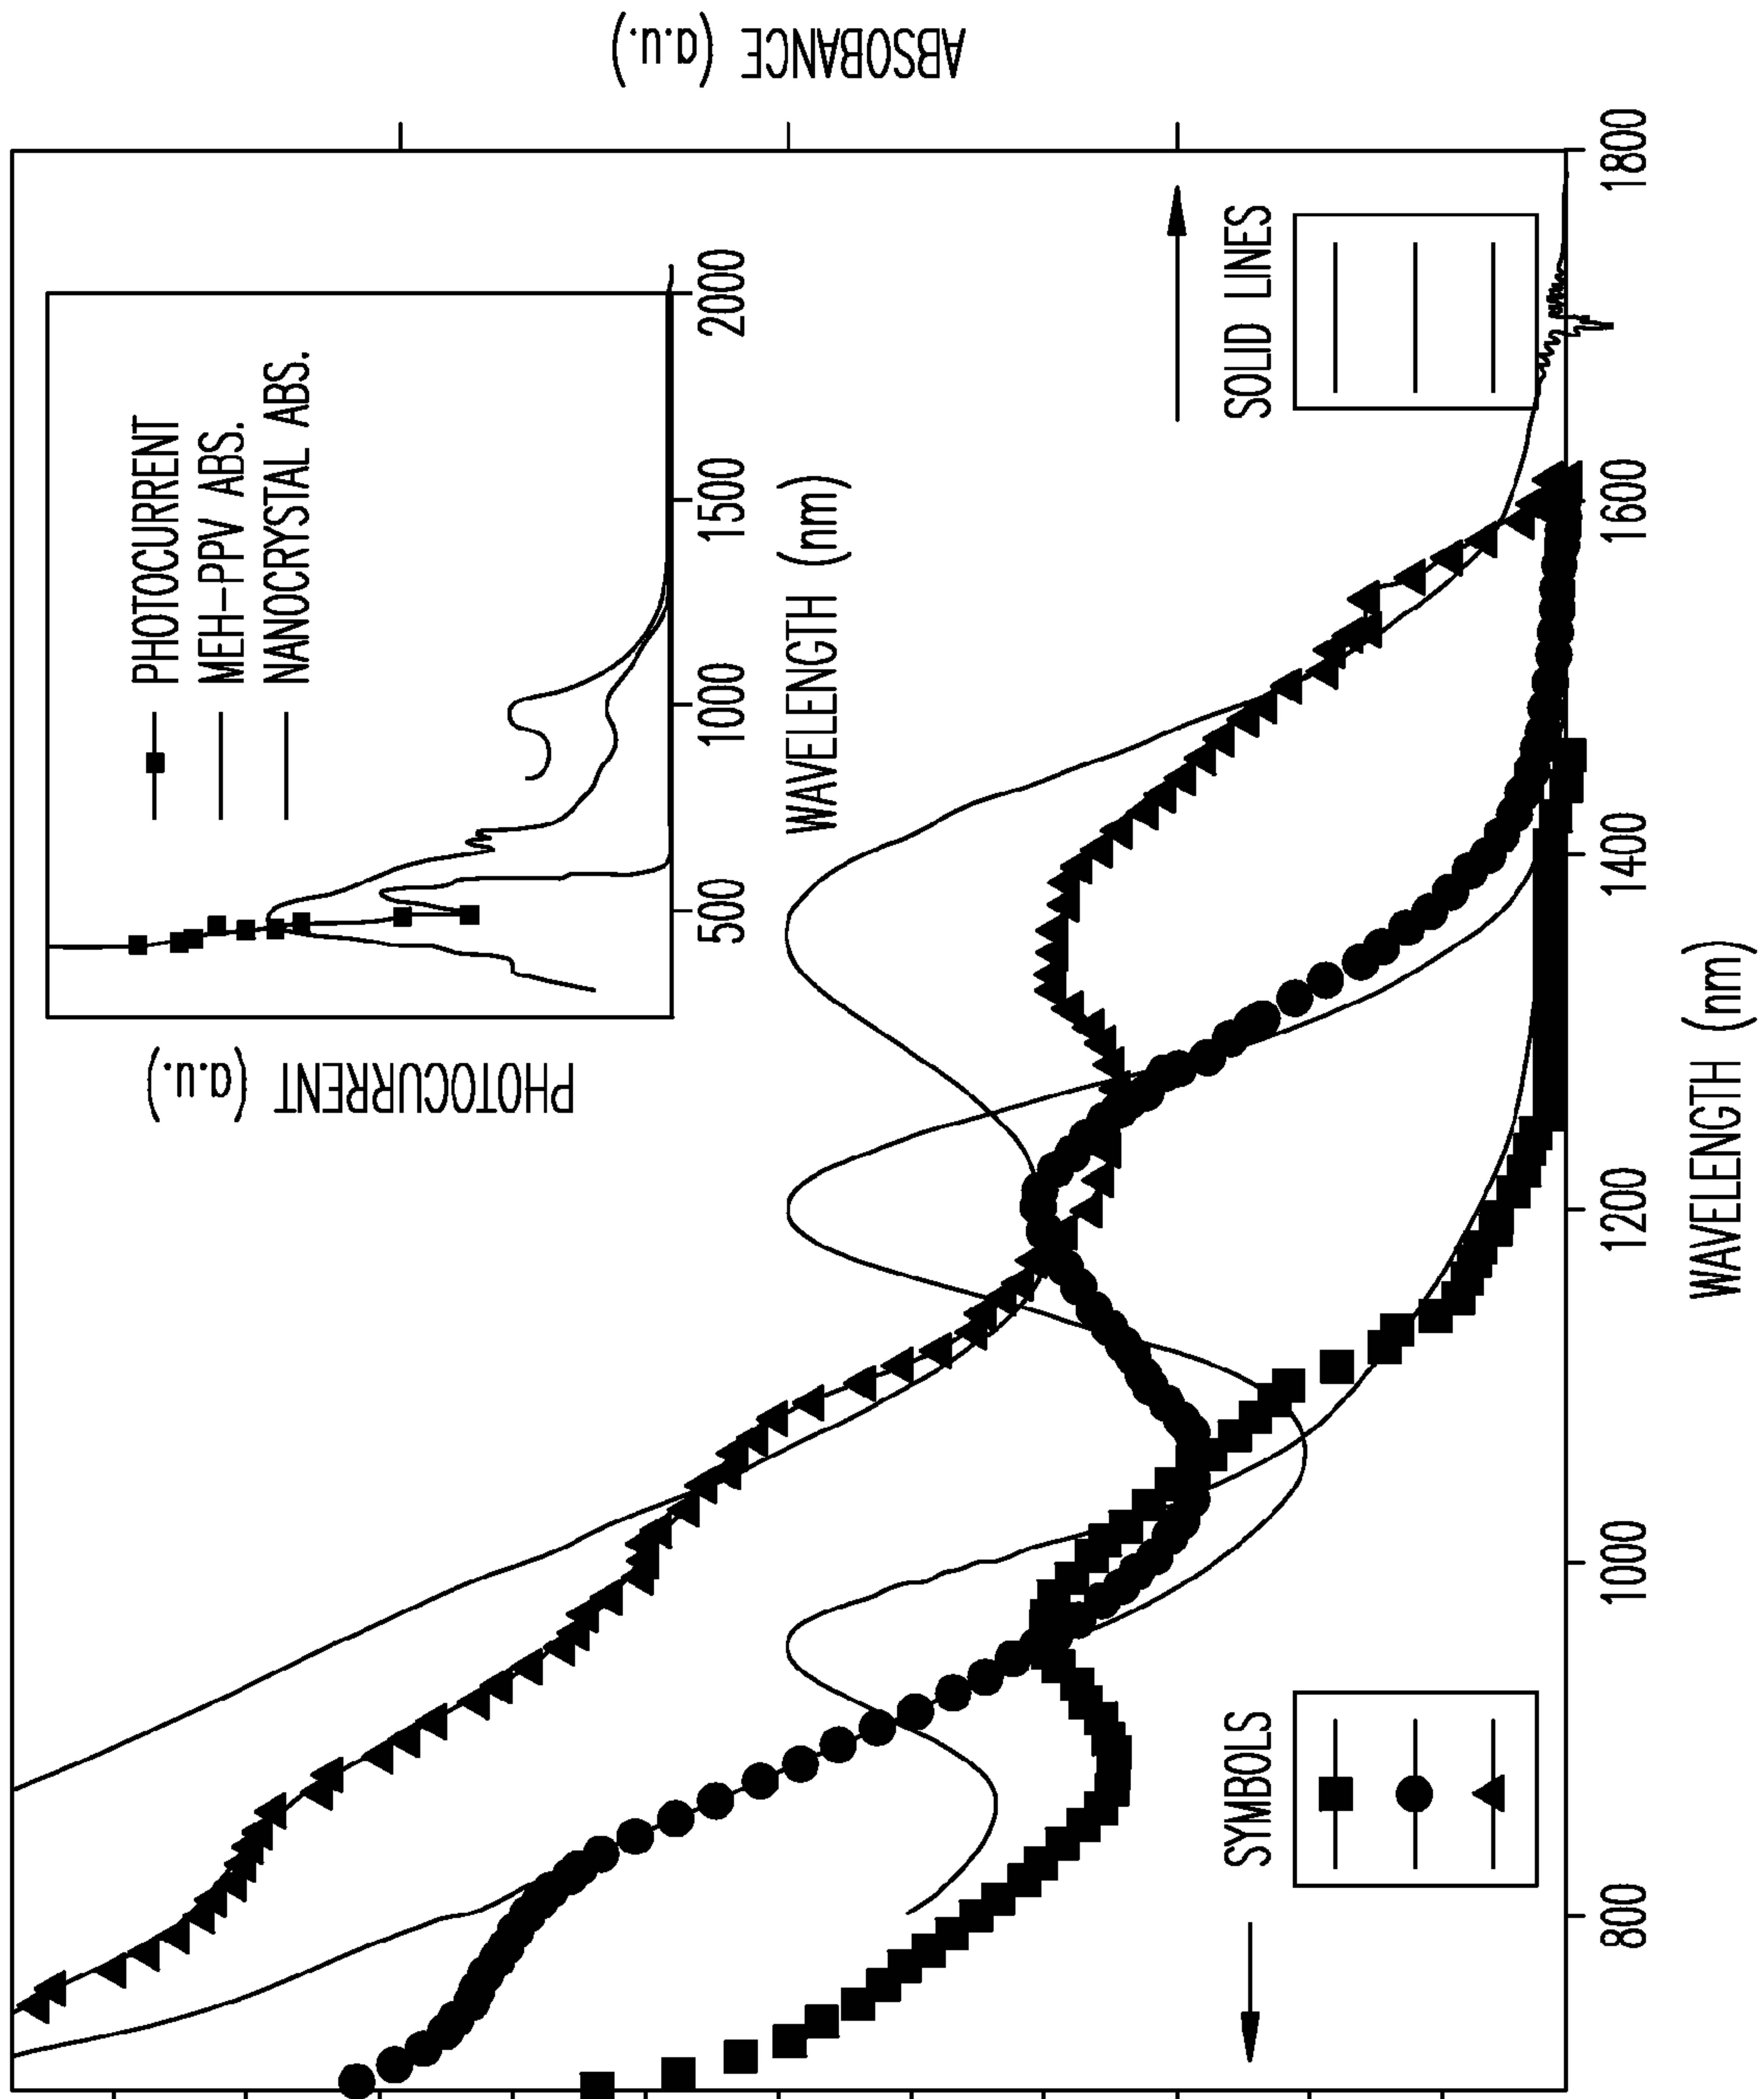 PHOTOCURRENT
MEH-PPV ABS.
NANOCRYSTAL ABS.
500
1000
1500
2000
WAVELENGTH (nm)
PHOTOCURRENT (a.u.)
ABSOBANCE (a.u.)
SYMBOLS
SOLID LINES
800
1000
1200
1400
1600
1800
WAVELENGTH (nm)